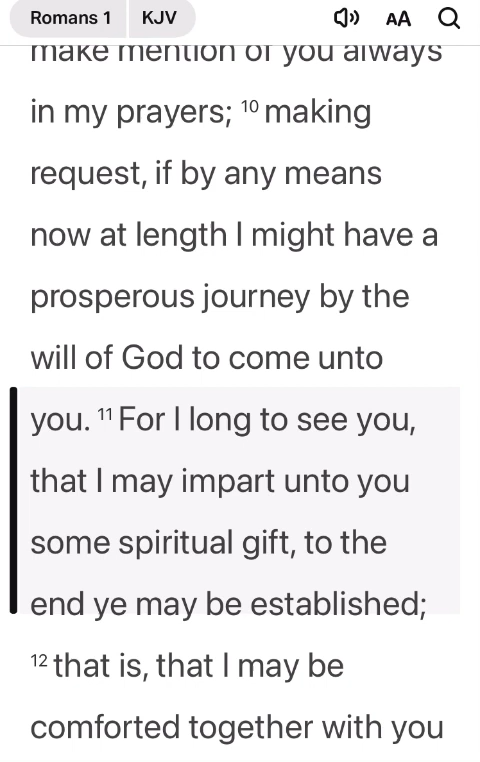 Romans 1 KJV AA
make mention of you always
in my prayers; 10 making
request, if by any means
now at length I might have a
prosperous journey by the
will of God to come unto
you. 11 For I long to see you,
that I may impart unto you
some spiritual gift, to the
end ye may be established;
12 that is, that I may be
comforted together with you